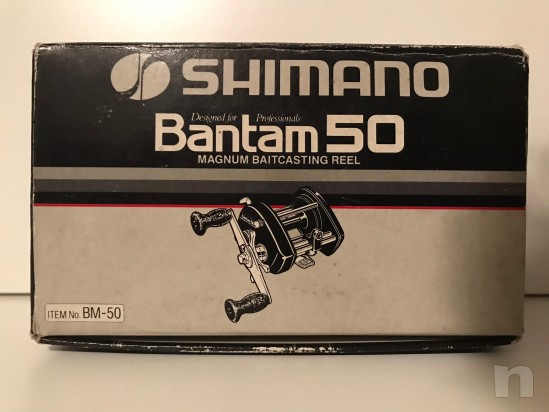 SHIMANO
Designed for Professionals
Bantam 50
MAGNUM BAITCASTING REEL
ITEM No. BM-50
n